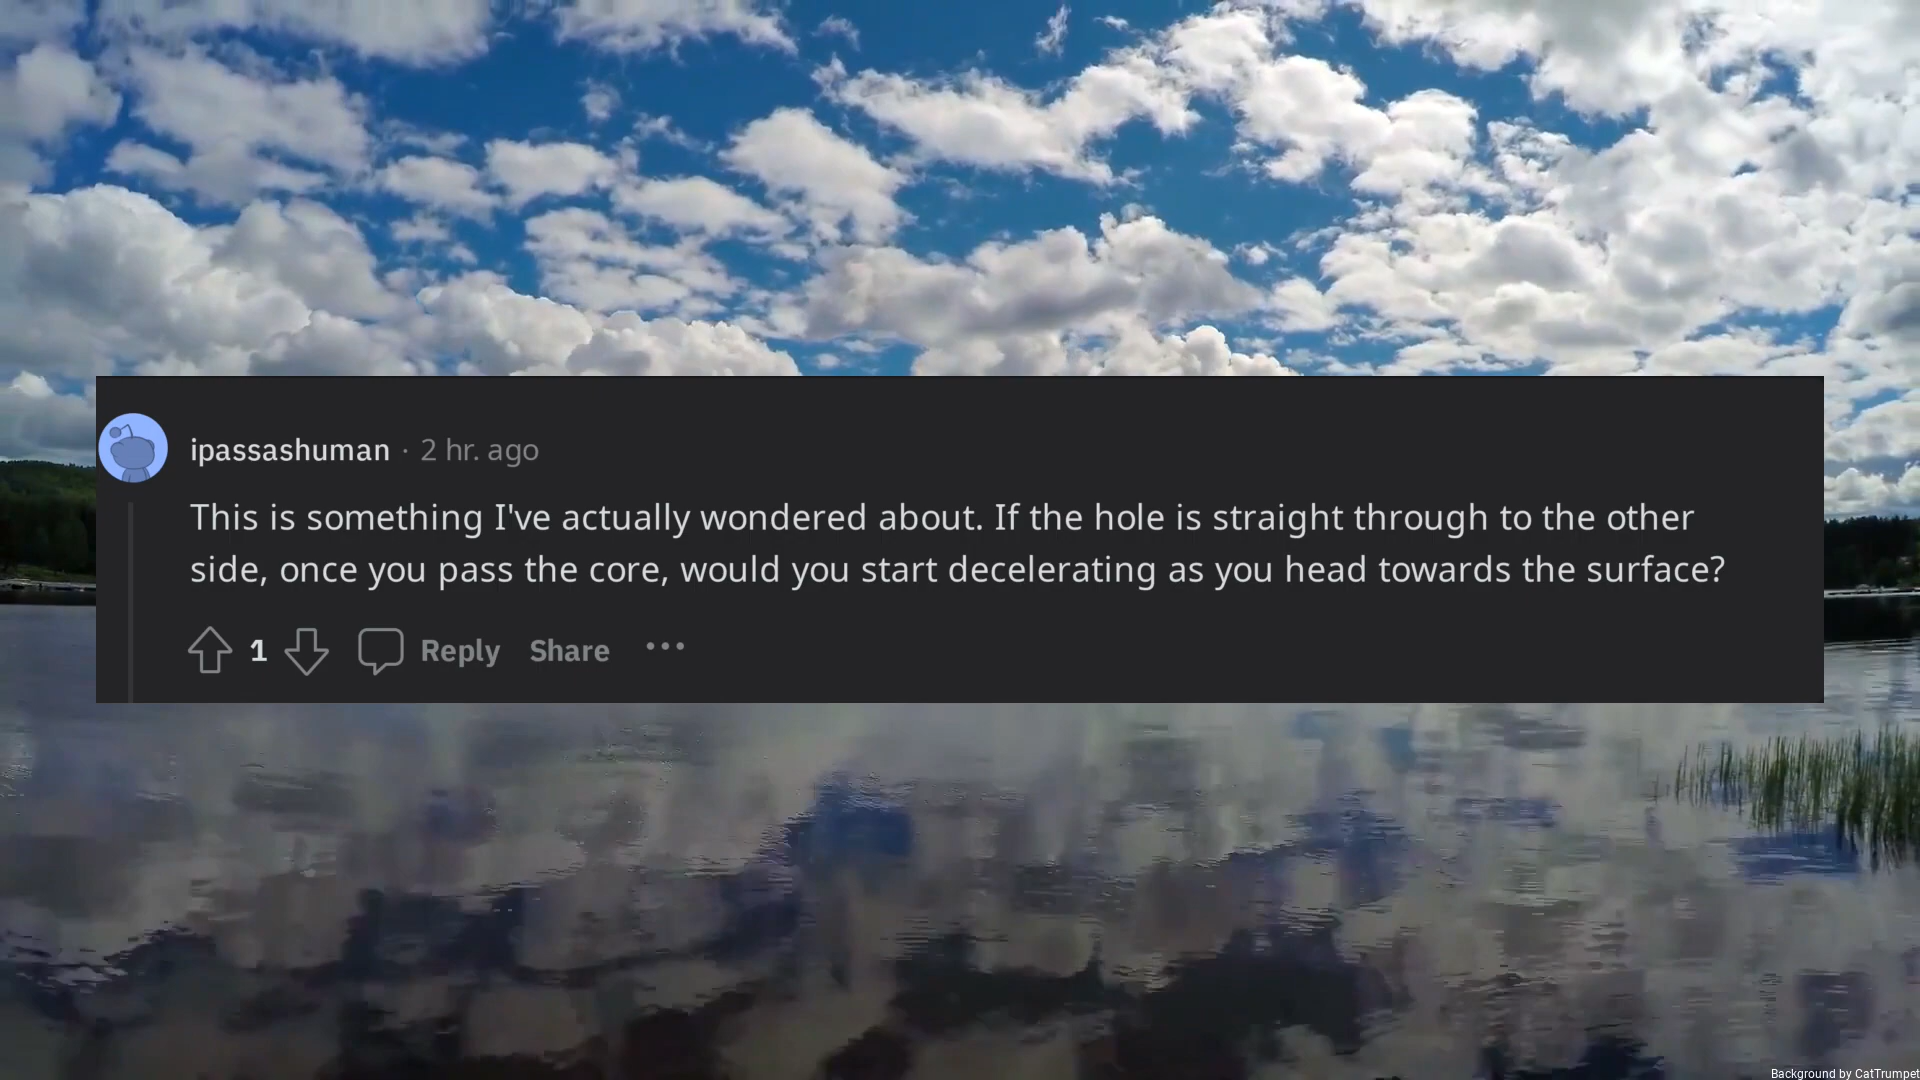 ipassashuman · 2 hr. ago
This is something I've actually wondered about. If the hole is straight through to the other
side, once you pass the core, would you start decelerating as you head towards the surface?
1 Reply Share ···
Background by CatTrumpet